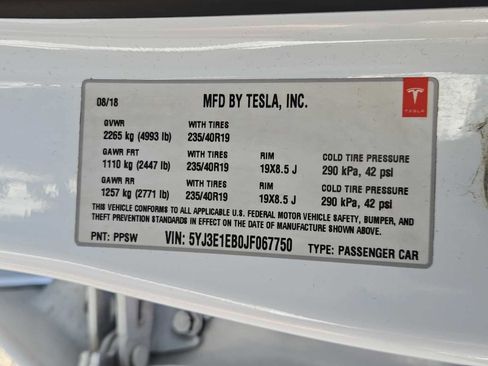 08/18 MFD BY TESLA, INC.
TESLA
GVWR WITH TIRES
2265 kg (4993 lb) 235/40R19
GAWR FRT WITH TIRES RIM COLD TIRE PRESSURE
1110 kg (2447 lb) 235/40R19 19X8.5 J 290 kPa, 42 psi
GAWR RR WITH TIRES RIM COLD TIRE PRESSURE
1257 kg (2771 lb) 235/40R19 19X8.5 J 290 kPa, 42 psi
THIS VEHICLE CONFORMS TO ALL APPLICABLE U.S. FEDERAL MOTOR VEHICLE SAFETY, BUMPER, AND
THEFT PREVENTION STANDARDS IN EFFECT ON THE DATE OF MANUFACTURE SHOWN ABOVE.
PNT: PPSW VIN: 5YJ3E1EB0JF067750 TYPE: PASSENGER CAR